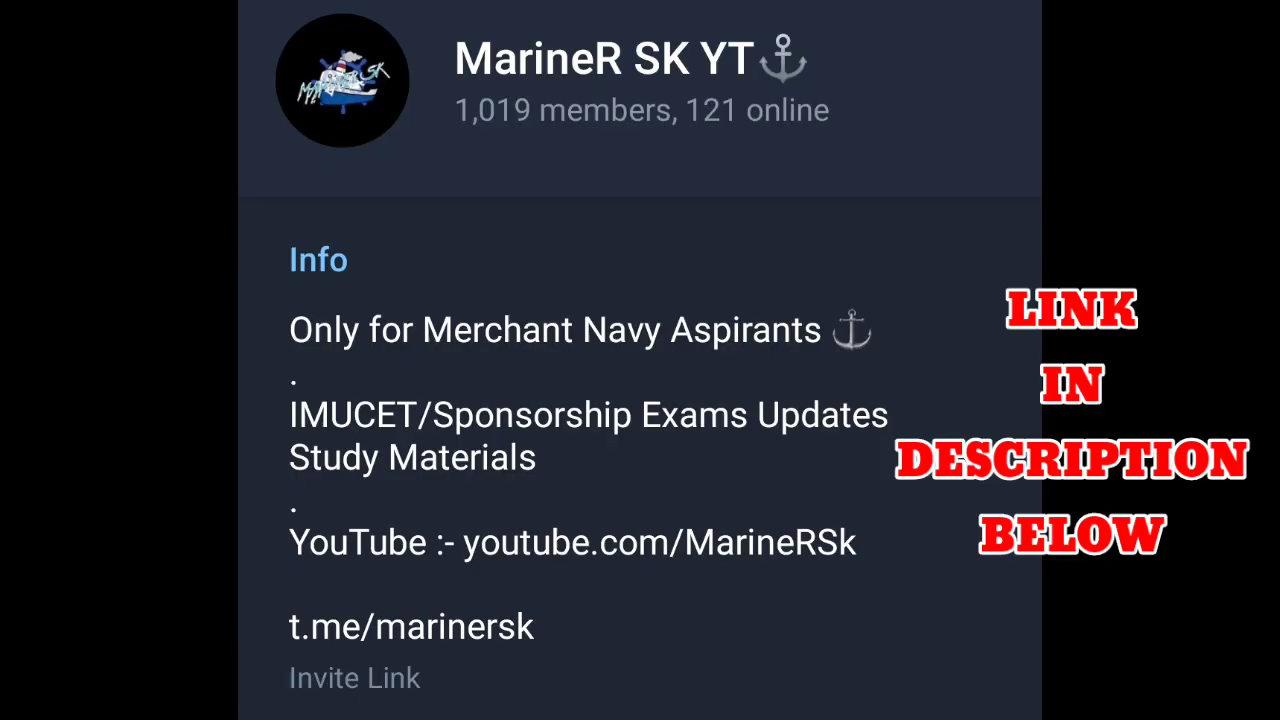 MarineR SK YT⚓
1,019 members, 121 online
Info
Only for Merchant Navy Aspirants ⚓
.
IMUCET/Sponsorship Exams Updates
Study Materials
.
YouTube :- youtube.com/MarineRSk
t.me/marinersk
Invite Link
LINK
IN
DESCRIPTION
BELOW